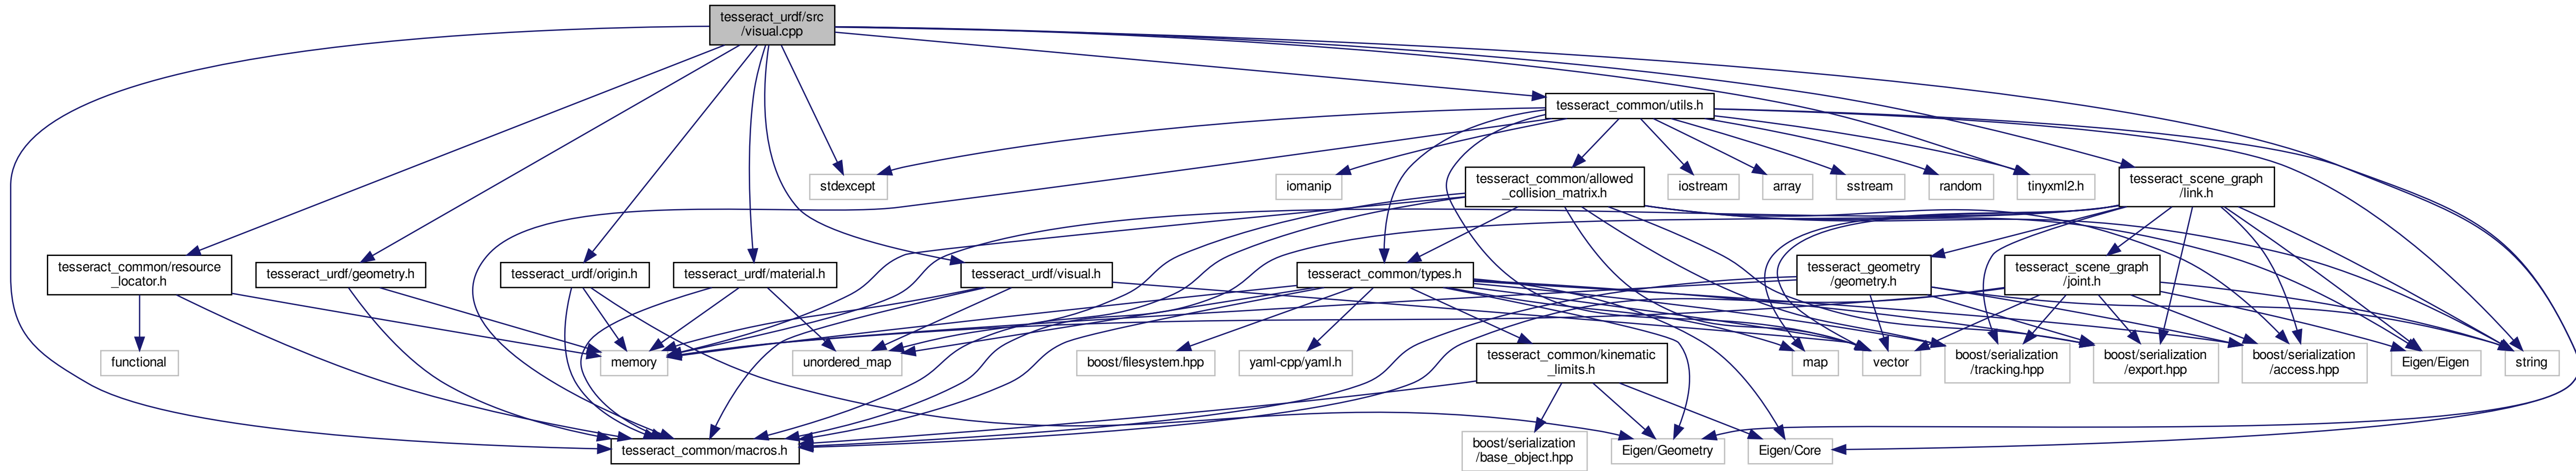 tesseract_urdf/src
/visual.cpp
tesseract_common/utils.h
stdexcept
iomanip
tesseract_common/allowed
_collision_matrix.h
iostream
array
sstream
random
tinyxml2.h
tesseract_scene_graph
/link.h
tesseract_common/resource
_locator.h
tesseract_urdf/geometry.h
tesseract_urdf/origin.h
tesseract_urdf/material.h
tesseract_urdf/visual.h
tesseract_common/types.h
tesseract_geometry
/geometry.h
tesseract_scene_graph
/joint.h
functional
memory
unordered_map
boost/filesystem.hpp
yaml-cpp/yaml.h
tesseract_common/kinematic
_limits.h
map
vector
boost/serialization
/tracking.hpp
boost/serialization
/export.hpp
boost/serialization
/access.hpp
Eigen/Eigen
string
tesseract_common/macros.h
boost/serialization
/base_object.hpp
Eigen/Geometry
Eigen/Core